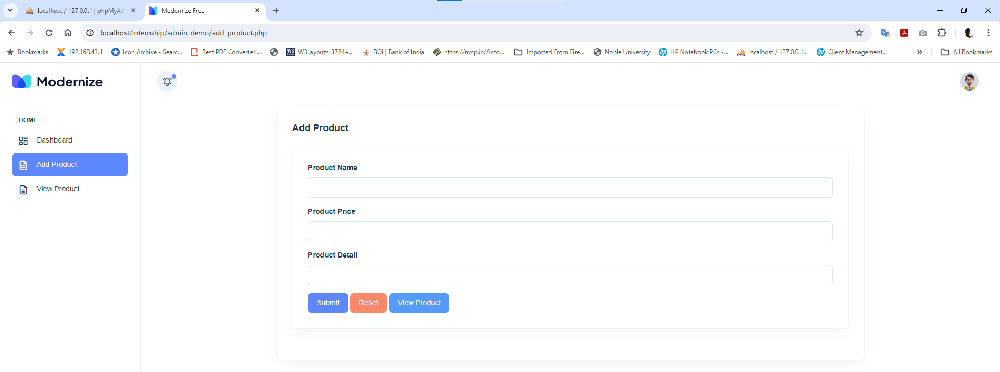 localhost / 127.0.0.1 | phpMyAd
Modernize Free
localhost/internship/admin_demo/add_product.php
Bookmarks 192.168.43.1 Icon Archive - Searc... Best PDF Converter:... W3Layouts: 3784+... BOI | Bank of India https://nvsp.in/Acco... Imported From Fire... Noble University HP Notebook PCs -... localhost / 127.0.0.1... Client Management... All Bookmarks
Modernize
HOME
Dashboard
Add Product
View Product
Add Product
Product Name
Product Price
Product Detail
Submit Reset View Product